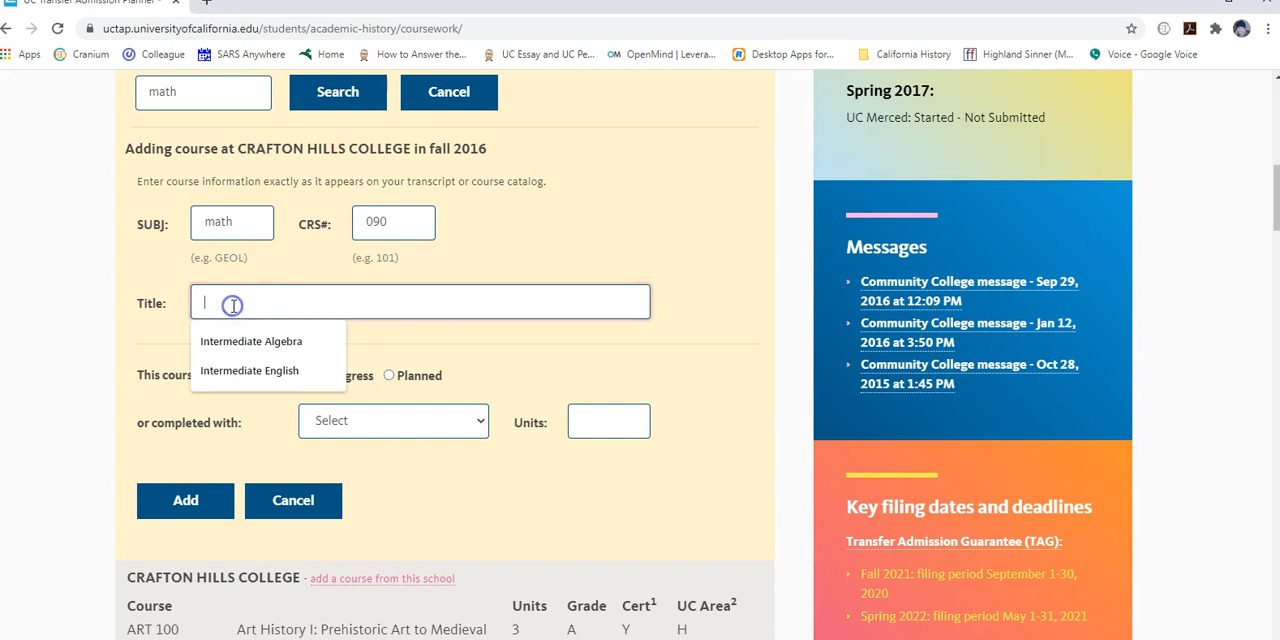 UC Transfer Admission Planner
uctap.universityofcalifornia.edu/students/academic-history/coursework/
Apps Cranium Colleague SARS Anywhere Home How to Answer the... UC Essay and UC Pe... OpenMind (Levera... Desktop Apps for... California History Highland Sinner (M... Voice - Google Voice
math Search Cancel
Adding course at CRAFTON HILLS COLLEGE in fall 2016
Enter course information exactly as it appears on your transcript or course catalog.
SUBJ: math CRS#: 090
(e.g. GEOL) (e.g. 101)
Title:
Intermediate Algebra
Intermediate English
This cours gress Planned
or completed with: Select Units:
Add Cancel
CRAFTON HILLS COLLEGE - add a course from this school
Course Units Grade Cert1 UC Area2
ART 100 Art History I: Prehistoric Art to Medieval 3 A Y H
Spring 2017:
UC Merced: Started - Not Submitted
Messages
Community College message - Sep 29,
2016 at 12:09 PM
Community College message - Jan 12,
2016 at 3:50 PM
Community College message - Oct 28,
2015 at 1:45 PM
Key filing dates and deadlines
Transfer Admission Guarantee (TAG):
Fall 2021: filing period September 1-30,
2020
Spring 2022: filing period May 1-31, 2021